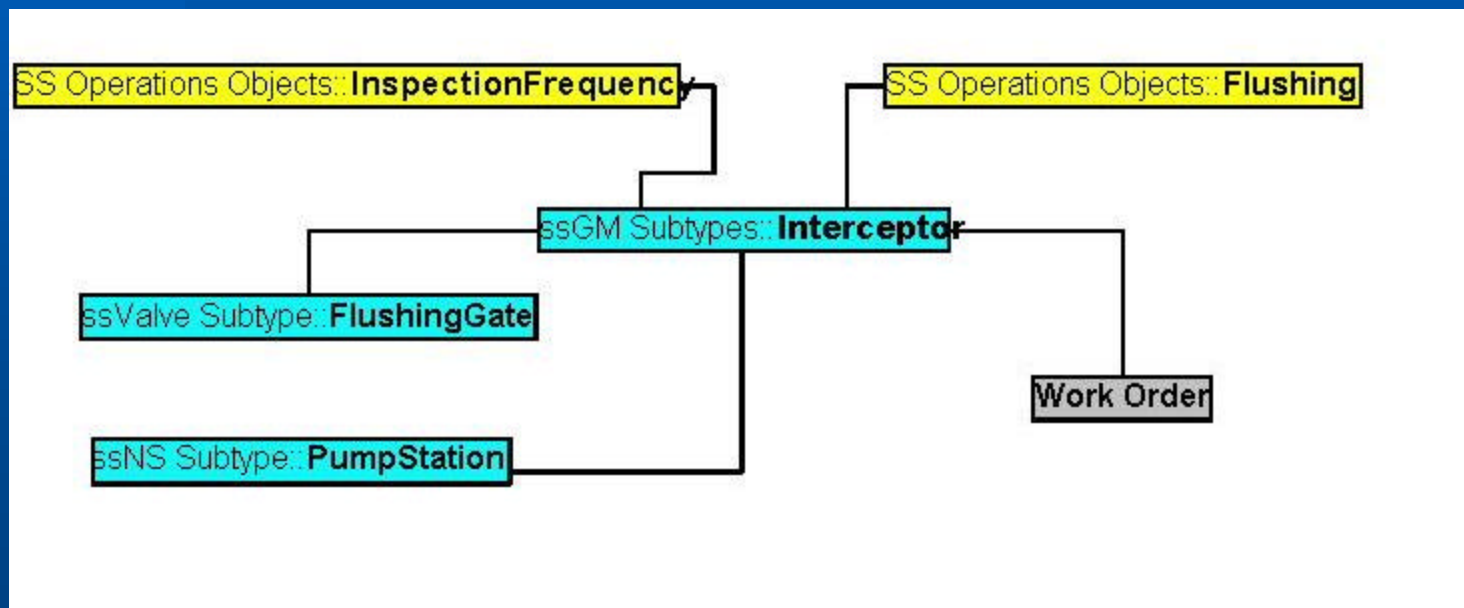 SS Operations Objects::InspectionFrequency
SS Operations Objects::Flushing
ssGM Subtypes::Interceptor
ssValve Subtype::FlushingGate
Work Order
ssNS Subtype::PumpStation